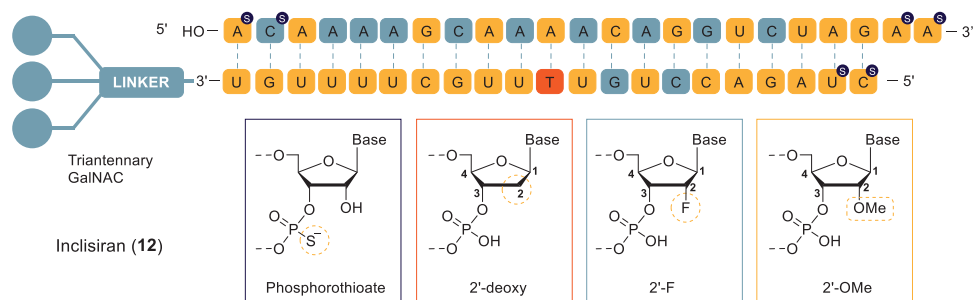 S S S S
5' HO– A C A A A A G C A A A A C A G G U C U A G A A –3'
LINKER
3'– U G U U U U C G U U T U G U C C A G A U C –5'
S S
Triantennary
GalNAC
Inclisiran (12)
Base
O
O
O
OH
O
P
S–
O
Phosphorothioate
Base
O
O
4
1
3
2
O
O
P
OH
O
2'-deoxy
Base
O
O
4
1
3
2
O
F
O
P
OH
O
2'-F
Base
O
O
4
1
3
2
O
OMe
O
P
OH
O
2'-OMe